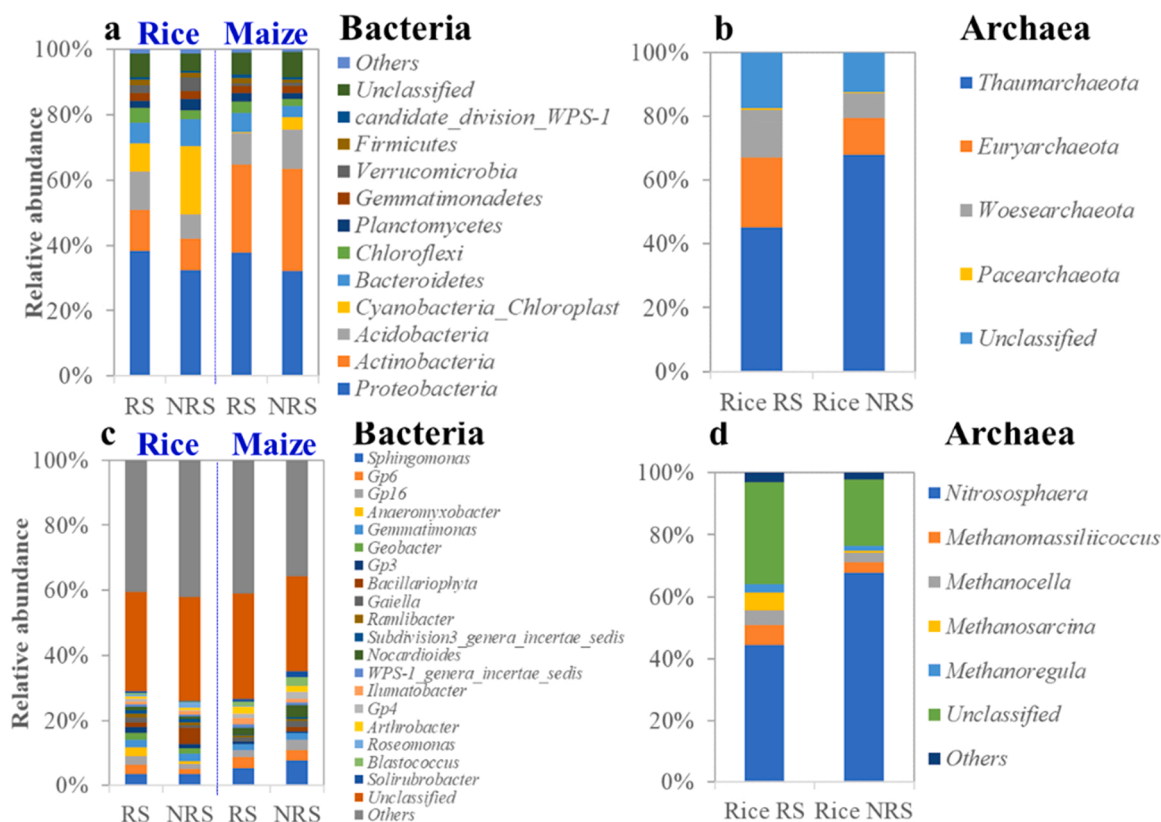 a
Rice Maize
Bacteria
Relative abundance
100%
80%
60%
40%
20%
0%
RS NRS RS NRS
Others
Unclassified
candidate_division_WPS-1
Firmicutes
Verrucomicrobia
Gemmatimonadetes
Planctomycetes
Chloroflexi
Bacteroidetes
Cyanobacteria_Chloroplast
Acidobacteria
Actinobacteria
Proteobacteria
b
Archaea
100%
80%
60%
40%
20%
0%
Rice RS Rice NRS
Thaumarchaeota
Euryarchaeota
Woesearchaeota
Pacearchaeota
Unclassified
c
Rice Maize
Bacteria
Relative abundance
100%
80%
60%
40%
20%
0%
RS NRS RS NRS
Sphingomonas
Gp6
Gp16
Anaeromyxobacter
Gemmatimonas
Geobacter
Gp3
Bacillariophyta
Gaiella
Ramlibacter
Subdivision3_genera_incertae_sedis
Nocardioides
WPS-1_genera_incertae_sedis
Ilumatobacter
Gp4
Arthrobacter
Roseomonas
Blastococcus
Solirubrobacter
Unclassified
Others
d
Archaea
100%
80%
60%
40%
20%
0%
Rice RS Rice NRS
Nitrososphaera
Methanomassiliicoccus
Methanocella
Methanosarcina
Methanoregula
Unclassified
Others